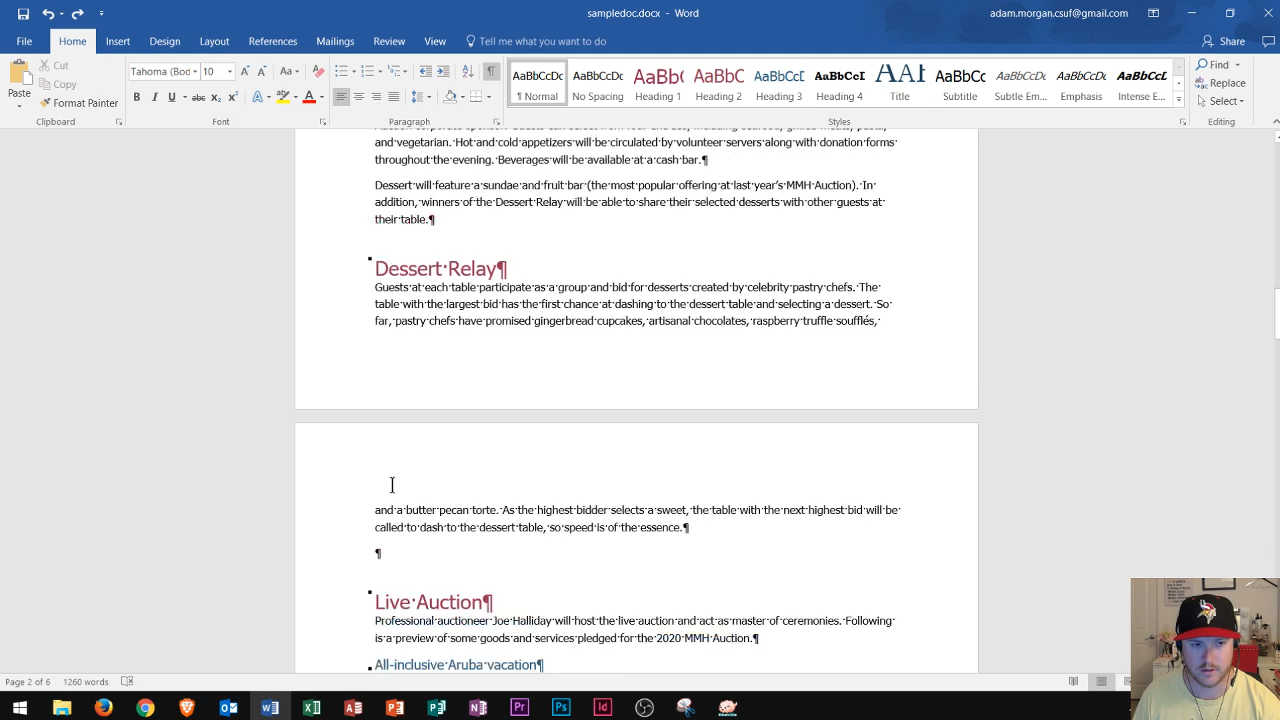 sampledoc.docx - Word
adam.morgan.csuf@gmail.com
File Home Insert Design Layout References Mailings Review View Tell me what you want to do Share
Paste Cut Copy Format Painter
Clipboard
Tahoma (Bod 10 A A Aa
B I U abc x₂ x² A A
Font
Paragraph
AaBbCcDc AaBbCcDc AaBb( AaBbC AaBbCcI AaBbCcI AaBbCcI AaBbCcDc AaBbCcDc AaBbCcDc
¶ Normal No Spacing Heading 1 Heading 2 Heading 3 Heading 4 Title Subtitle Subtle Em... Emphasis Intense E...
Styles
Find Replace Select
Editing
and vegetarian. Hot and cold appetizers will be circulated by volunteer servers along with donation forms
throughout the evening. Beverages will be available at a cash bar.¶
Dessert will feature a sundae and fruit bar (the most popular offering at last year's MMH Auction). In
addition, winners of the Dessert Relay will be able to share their selected desserts with other guests at
their table.¶
Dessert·Relay¶
Guests at each table participate as a group and bid for desserts created by celebrity pastry chefs. The
table with the largest bid has the first chance at dashing to the dessert table and selecting a dessert. So
far, pastry chefs have promised gingerbread cupcakes, artisanal chocolates, raspberry truffle soufflés,
and a butter pecan torte. As the highest bidder selects a sweet, the table with the next highest bid will be
called to dash to the dessert table, so speed is of the essence.¶
¶
Live·Auction¶
Professional auctioneer Joe Halliday will host the live auction and act as master of ceremonies. Following
is a preview of some goods and services pledged for the 2020 MMH Auction.¶
All-inclusive Aruba vacation¶
Page 2 of 6 1260 words